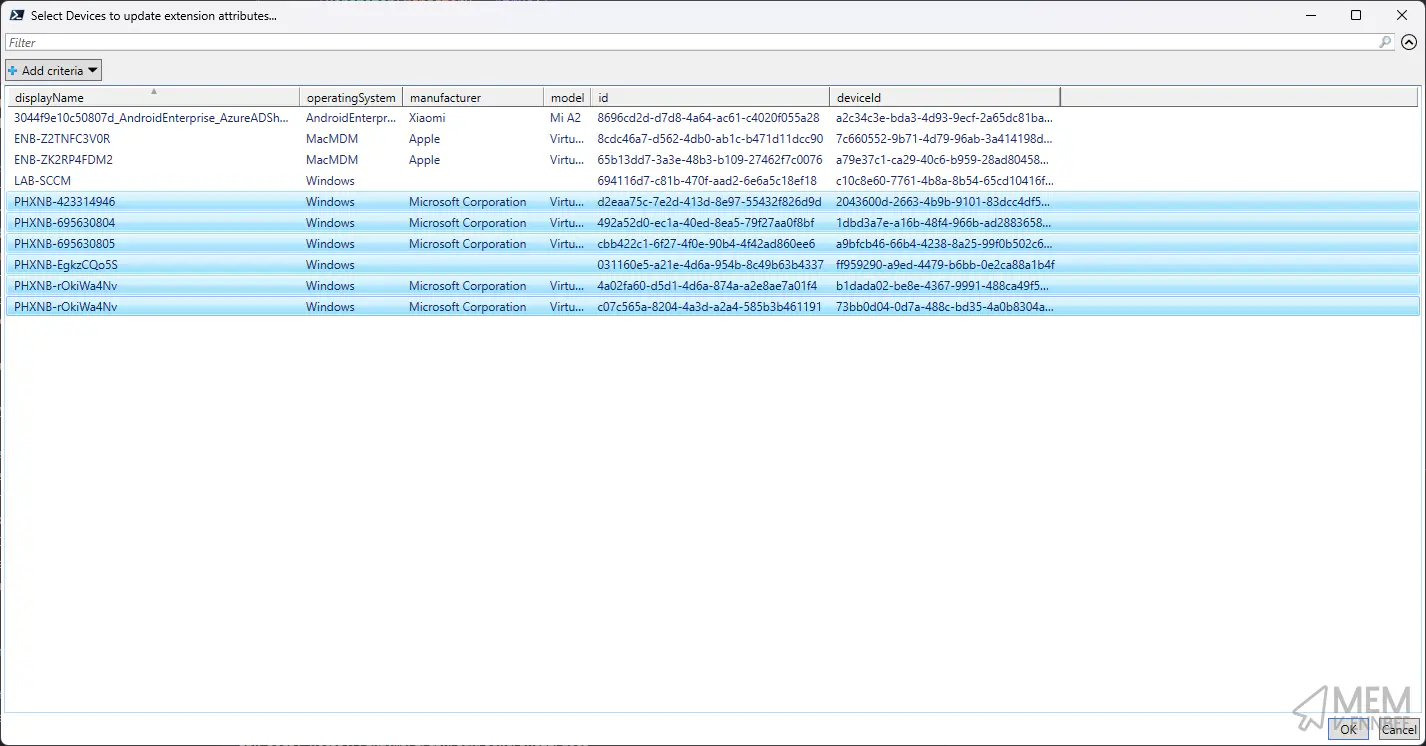 Select Devices to update extension attributes...
Filter
Add criteria
displayName operatingSystem manufacturer model id deviceId
3044f9e10c50807d_AndroidEnterprise_AzureADSh... AndroidEnterpr... Xiaomi Mi A2 8696cd2d-d7d8-4a64-ac61-c4020f055a28 a2c34c3e-bda3-4d93-9ecf-2a65dc81ba...
ENB-Z2TNFC3V0R MacMDM Apple Virtu... 8cdc46a7-d562-4db0-ab1c-b471d11dcc90 7c660552-9b71-4d79-96ab-3a414198d...
ENB-ZK2RP4FDM2 MacMDM Apple Virtu... 65b13dd7-3a3e-48b3-b109-27462f7c0076 a79e37c1-ca29-40c6-b959-28ad80458...
LAB-SCCM Windows 694116d7-c81b-470f-aad2-6e6a5c18ef18 c10c8e60-7761-4b8a-8b54-65cd10416f...
PHXNB-423314946 Windows Microsoft Corporation Virtu... d2eaa75c-7e2d-413d-8e97-55432f826d9d 2043600d-2663-4b9b-9101-83dcc4df5...
PHXNB-695630804 Windows Microsoft Corporation Virtu... 492a52d0-ec1a-40ed-8ea5-79f27aa0f8bf 1dbd3a7e-a16b-48f4-966b-ad2883658...
PHXNB-695630805 Windows Microsoft Corporation Virtu... cbb422c1-6f27-4f0e-90b4-4f42ad860ee6 a9bfcb46-66b4-4238-8a25-99f0b502c6...
PHXNB-EgkzCQo5S Windows 031160e5-a21e-4d6a-954b-8c49b63b4337 ff959290-a9ed-4479-b6bb-0e2ca88a1b4f
PHXNB-rOkiWa4Nv Windows Microsoft Corporation Virtu... 4a02fa60-d5d1-4d6a-874a-a2e8ae7a01f4 b1dada02-be8e-4367-9991-488ca49f5...
PHXNB-rOkiWa4Nv Windows Microsoft Corporation Virtu... c07c565a-8204-4a3d-a2a4-585b3b461191 73bb0d04-0d7a-488c-bd35-4a0b8304a...
MEM
OK Cancel